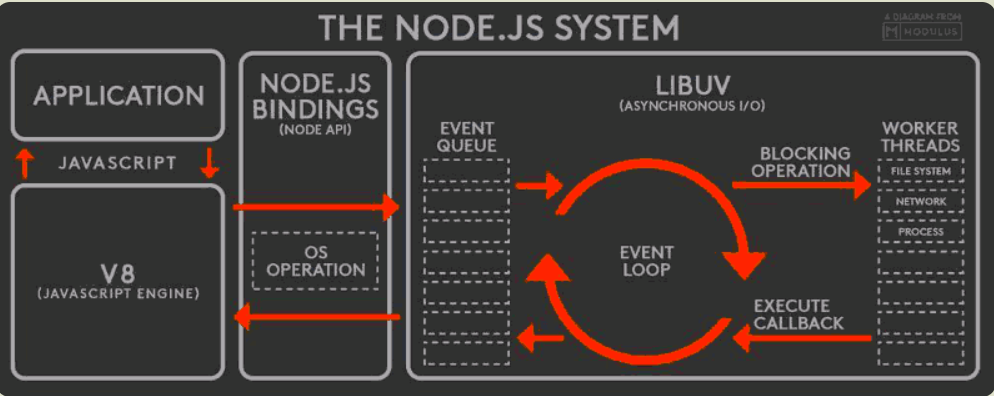 THE NODE.JS SYSTEM
A DIAGRAM FROM
MODULUS
APPLICATION
JAVASCRIPT
V8
(JAVASCRIPT ENGINE)
NODE.JS
BINDINGS
(NODE API)
OS
OPERATION
LIBUV
(ASYNCHRONOUS I/O)
EVENT
QUEUE
EVENT
LOOP
BLOCKING
OPERATION
EXECUTE
CALLBACK
WORKER
THREADS
FILE SYSTEM
NETWORK
PROCESS